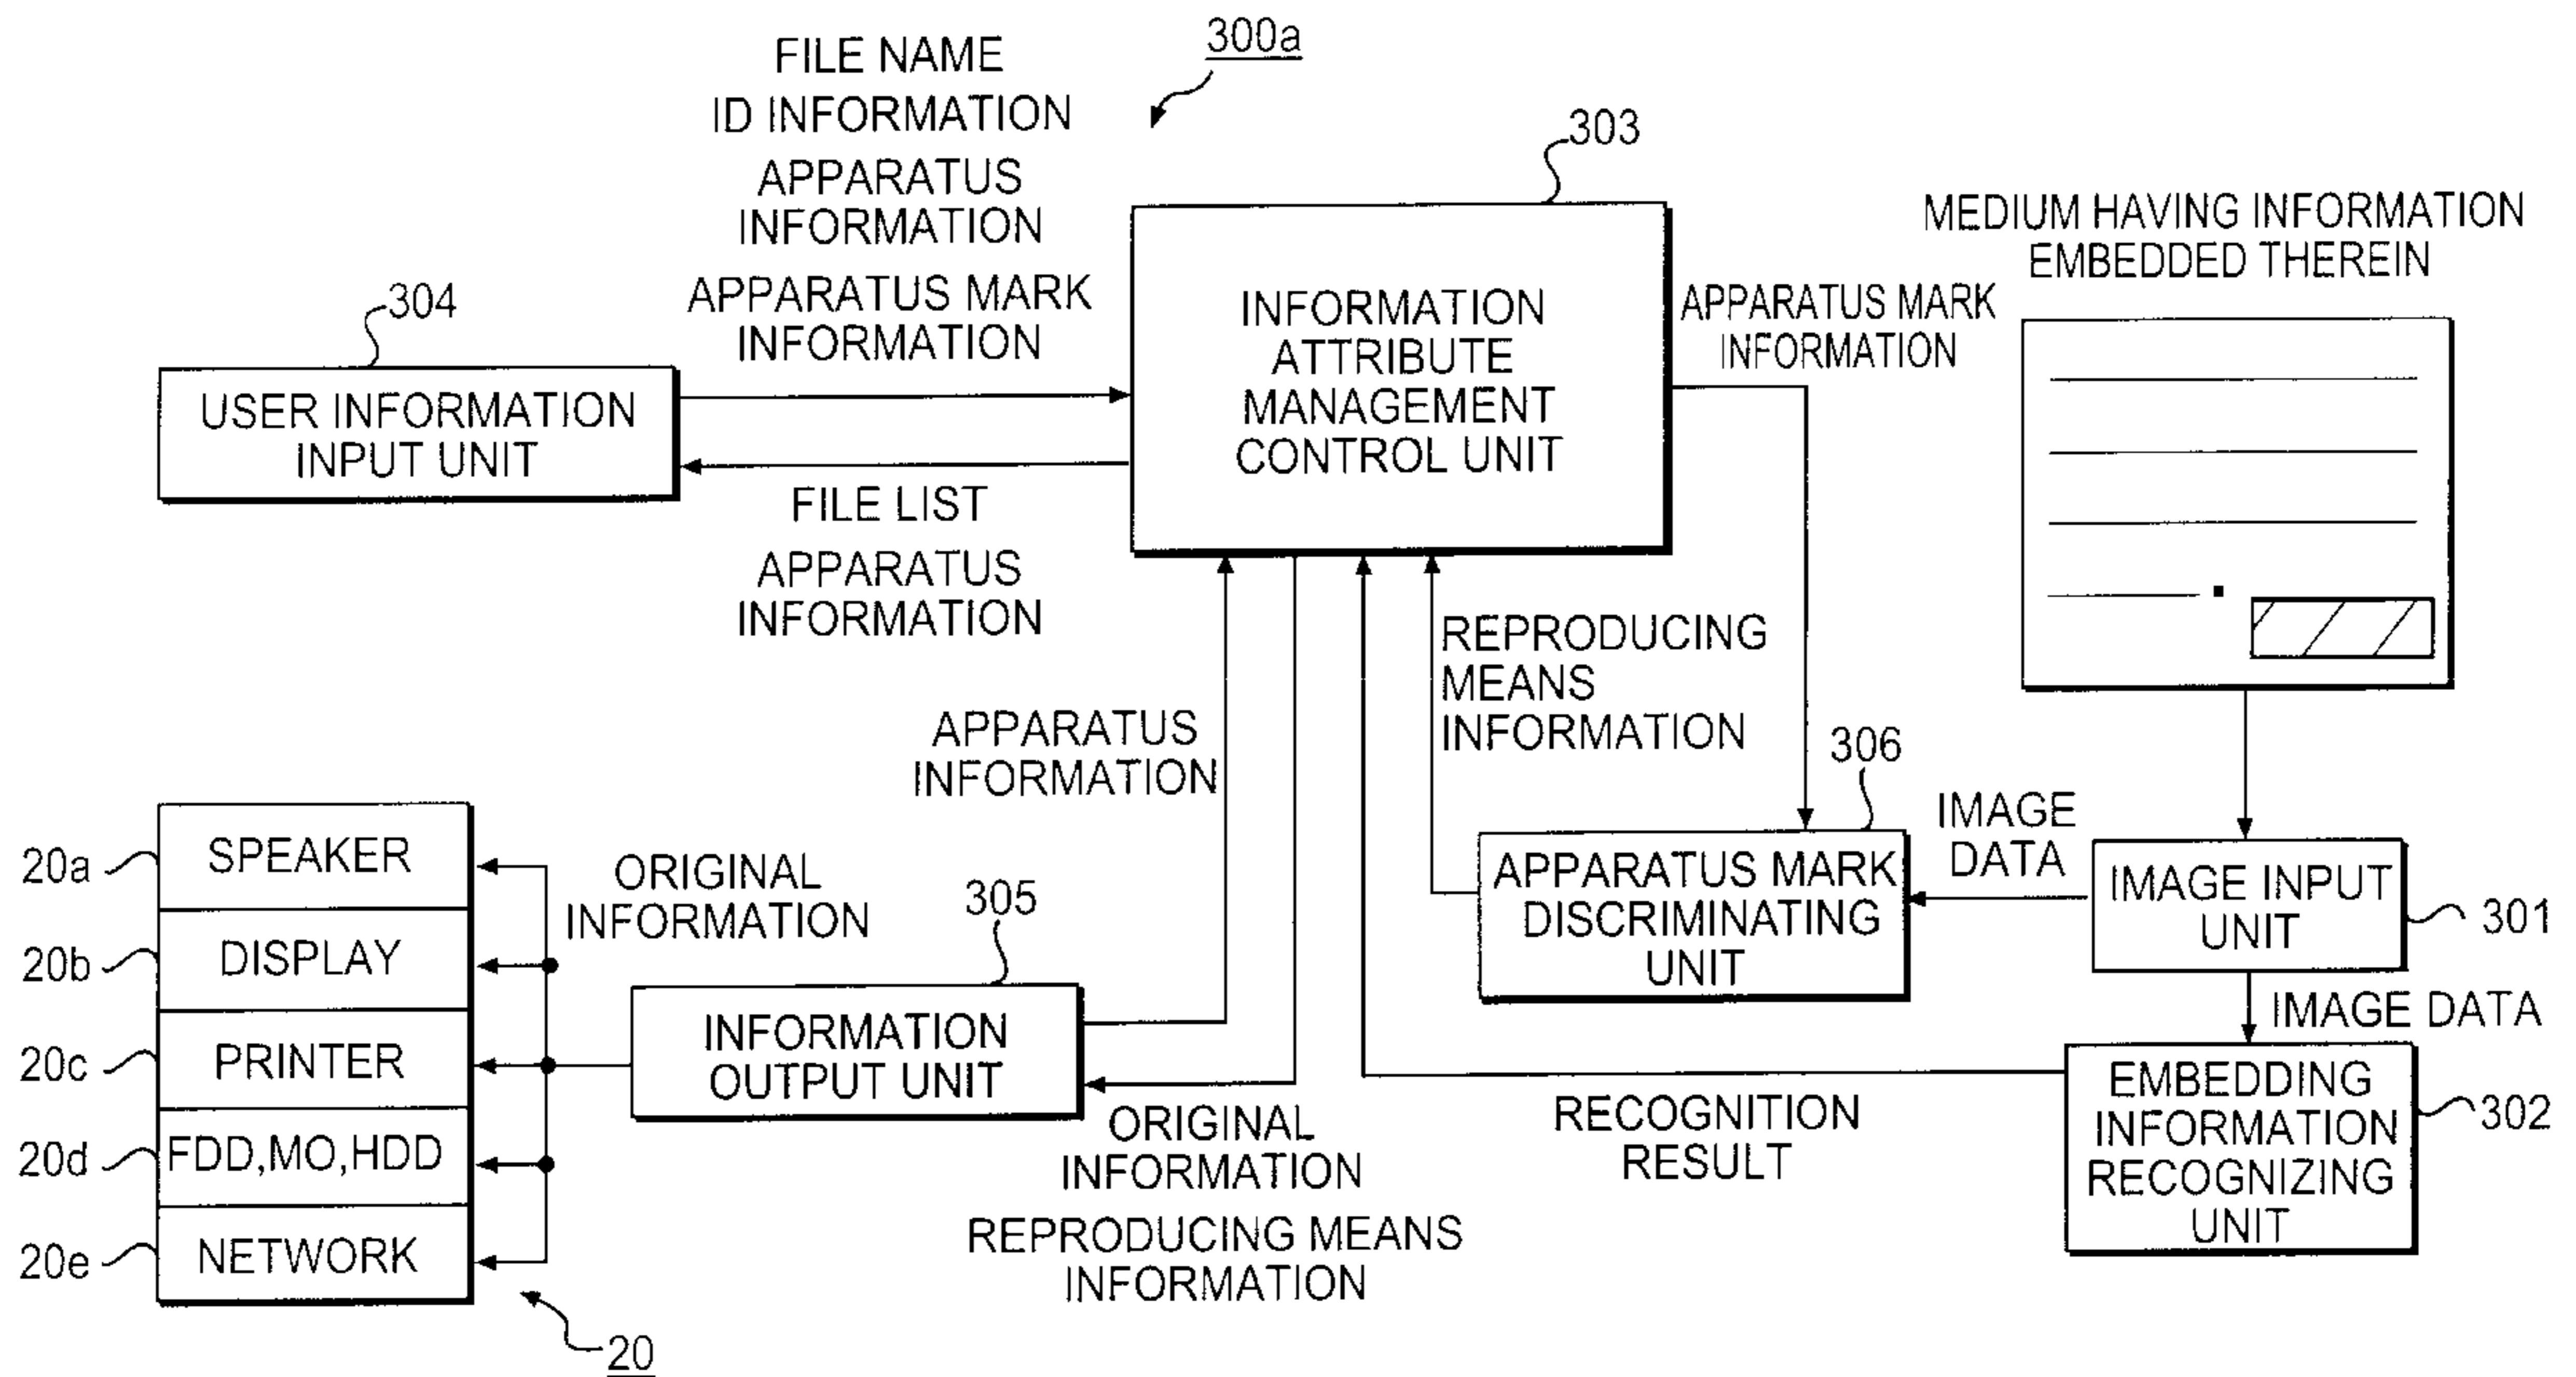 300a
FILE NAME
ID INFORMATION
APPARATUS
INFORMATION
APPARATUS MARK
INFORMATION
303
MEDIUM HAVING INFORMATION
EMBEDDED THEREIN
304
USER INFORMATION
INPUT UNIT
INFORMATION
ATTRIBUTE
MANAGEMENT
CONTROL UNIT
APPARATUS MARK
INFORMATION
FILE LIST
APPARATUS
INFORMATION
REPRODUCING
MEANS
INFORMATION
APPARATUS
INFORMATION
306
IMAGE
DATA
APPARATUS MARK
DISCRIMINATING
UNIT
IMAGE INPUT
UNIT
301
20a
SPEAKER
ORIGINAL
INFORMATION
305
20b
DISPLAY
20c
PRINTER
INFORMATION
OUTPUT UNIT
IMAGE DATA
20d
FDD,MO,HDD
20e
NETWORK
ORIGINAL
INFORMATION
REPRODUCING MEANS
INFORMATION
RECOGNITION
RESULT
EMBEDDING
INFORMATION
RECOGNIZING
UNIT
302
20